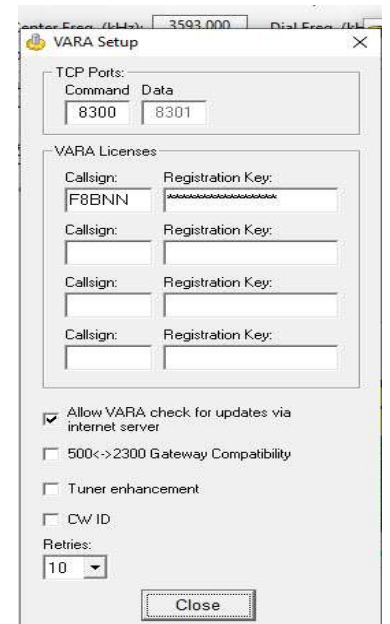 Center Freq. (kHz): 3593.000 Dial Freq. (kH
VARA Setup
TCP Ports:
Command Data
8300 8301
VARA Licenses
Callsign: Registration Key:
F8BNN *****************
Callsign: Registration Key:
Callsign: Registration Key:
Callsign: Registration Key:
Allow VARA check for updates via
internet server
500<->2300 Gateway Compatibility
Tuner enhancement
CW ID
Retries:
10
Close